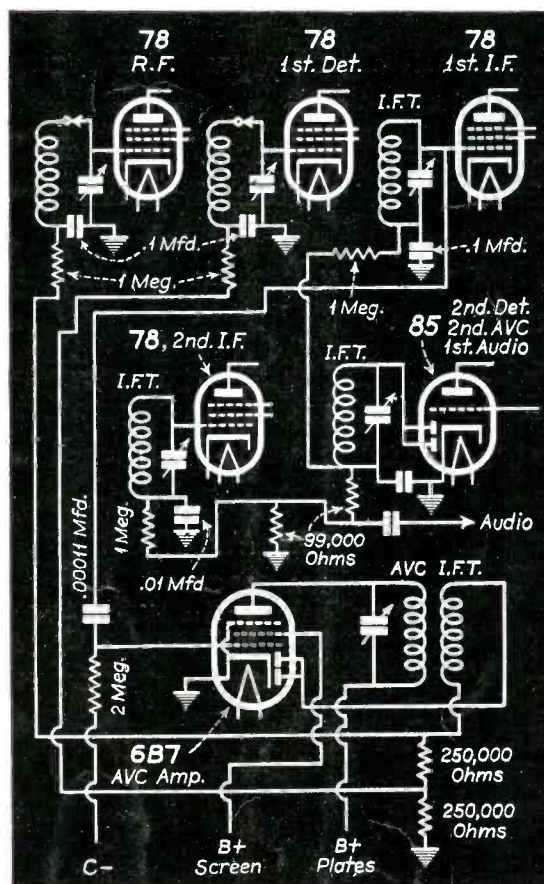 78
R.F.
78
1st. Det.
78
1st. I.F.
I.F.T.
.1 Mfd.
.1 Mfd.
1 Meg.
1 Meg.
85
2nd. Det.
2nd. AVC
1st. Audio
78, 2nd. I.F.
I.F.T.
I.F.T.
.00011 Mfd.
1 Meg.
.01 Mfd
99,000
Ohms
Audio
AVC I.F.T.
2 Meg.
6B7
AVC Amp.
250,000
Ohms
250,000
Ohms
C-
B+
Screen
B+
Plates